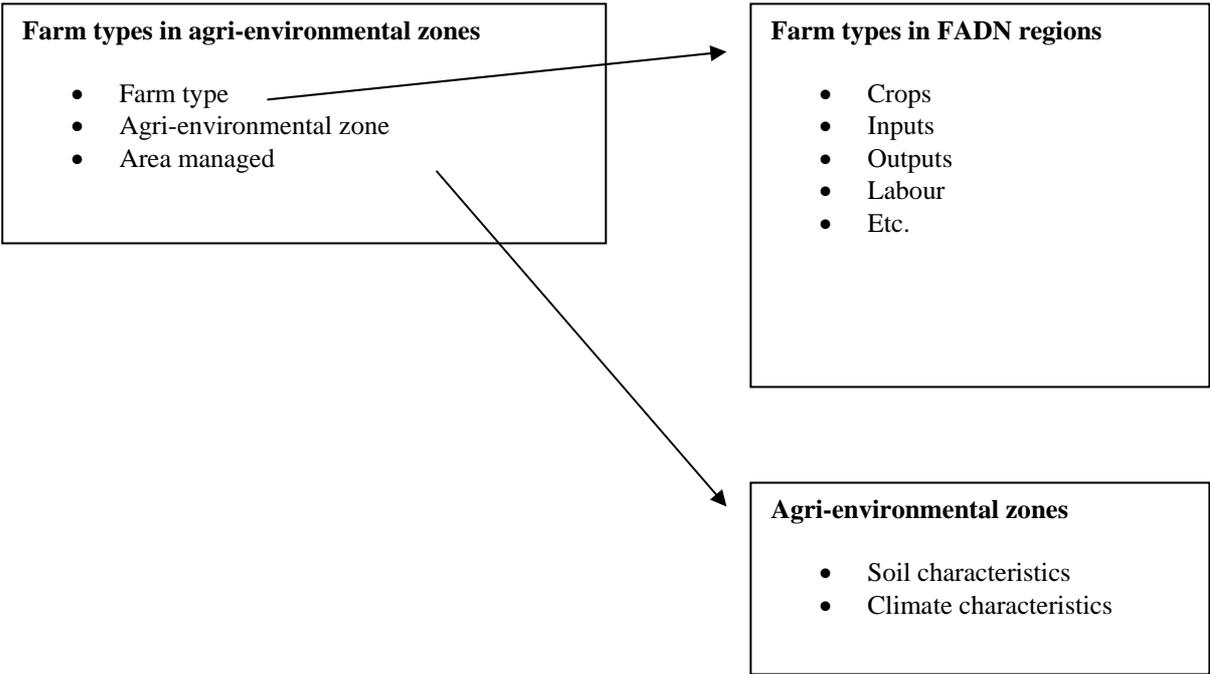 Farm types in agri-environmental zones
• Farm type
• Agri-environmental zone
• Area managed
Farm types in FADN regions
• Crops
• Inputs
• Outputs
• Labour
• Etc.
Agri-environmental zones
• Soil characteristics
• Climate characteristics